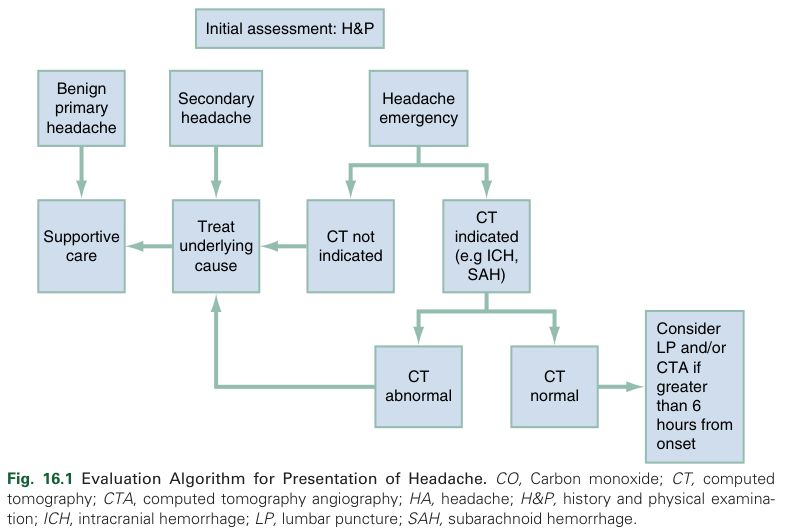 Initial assessment: H&P
Benign
primary
headache
Secondary
headache
Headache
emergency
Supportive
care
Treat
underlying
cause
CT not
indicated
CT
indicated
(e.g ICH,
SAH)
CT
abnormal
CT
normal
Consider
LP and/or
CTA if
greater
than 6
hours from
onset
Fig. 16.1 Evaluation Algorithm for Presentation of Headache. CO, Carbon monoxide; CT, computed
tomography; CTA, computed tomography angiography; HA, headache; H&P, history and physical examina-
tion; ICH, intracranial hemorrhage; LP, lumbar puncture; SAH, subarachnoid hemorrhage.